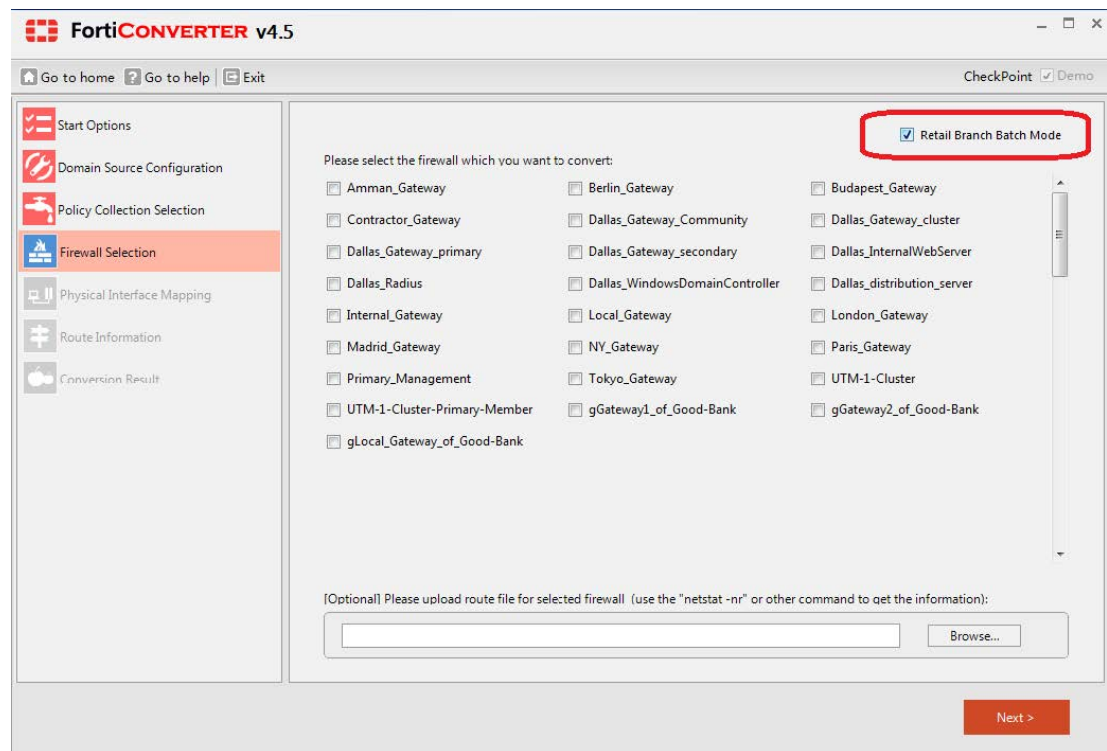 FortiCONVERTER v4.5
Go to home Go to help Exit CheckPoint Demo
Start Options
Domain Source Configuration
Policy Collection Selection
Firewall Selection
Physical Interface Mapping
Route Information
Conversion Result
Retail Branch Batch Mode
Please select the firewall which you want to convert:
Amman_Gateway Berlin_Gateway Budapest_Gateway
Contractor_Gateway Dallas_Gateway_Community Dallas_Gateway_cluster
Dallas_Gateway_primary Dallas_Gateway_secondary Dallas_InternalWebServer
Dallas_Radius Dallas_WindowsDomainController Dallas_distribution_server
Internal_Gateway Local_Gateway London_Gateway
Madrid_Gateway NY_Gateway Paris_Gateway
Primary_Management Tokyo_Gateway UTM-1-Cluster
UTM-1-Cluster-Primary-Member gGateway1_of_Good-Bank gGateway2_of_Good-Bank
gLocal_Gateway_of_Good-Bank
[Optional] Please upload route file for selected firewall (use the "netstat -nr" or other command to get the information):
Browse...
Next >